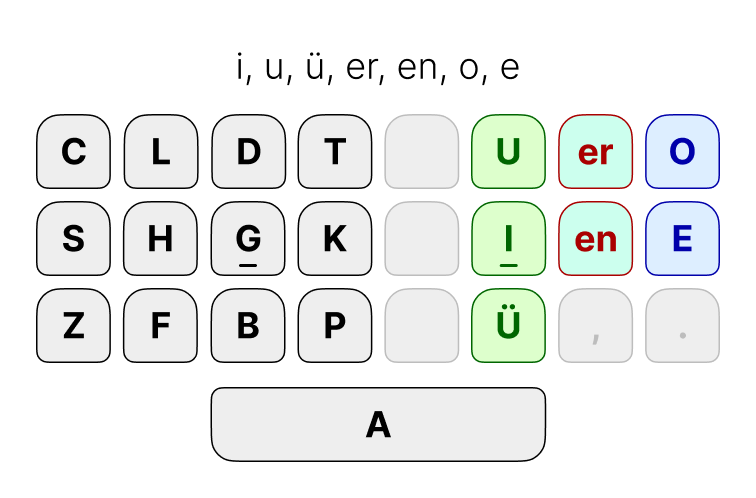 i, u, ü, er, en, o, e
C L D T U er O
S H G K I en E
Z F B P Ü , .
A